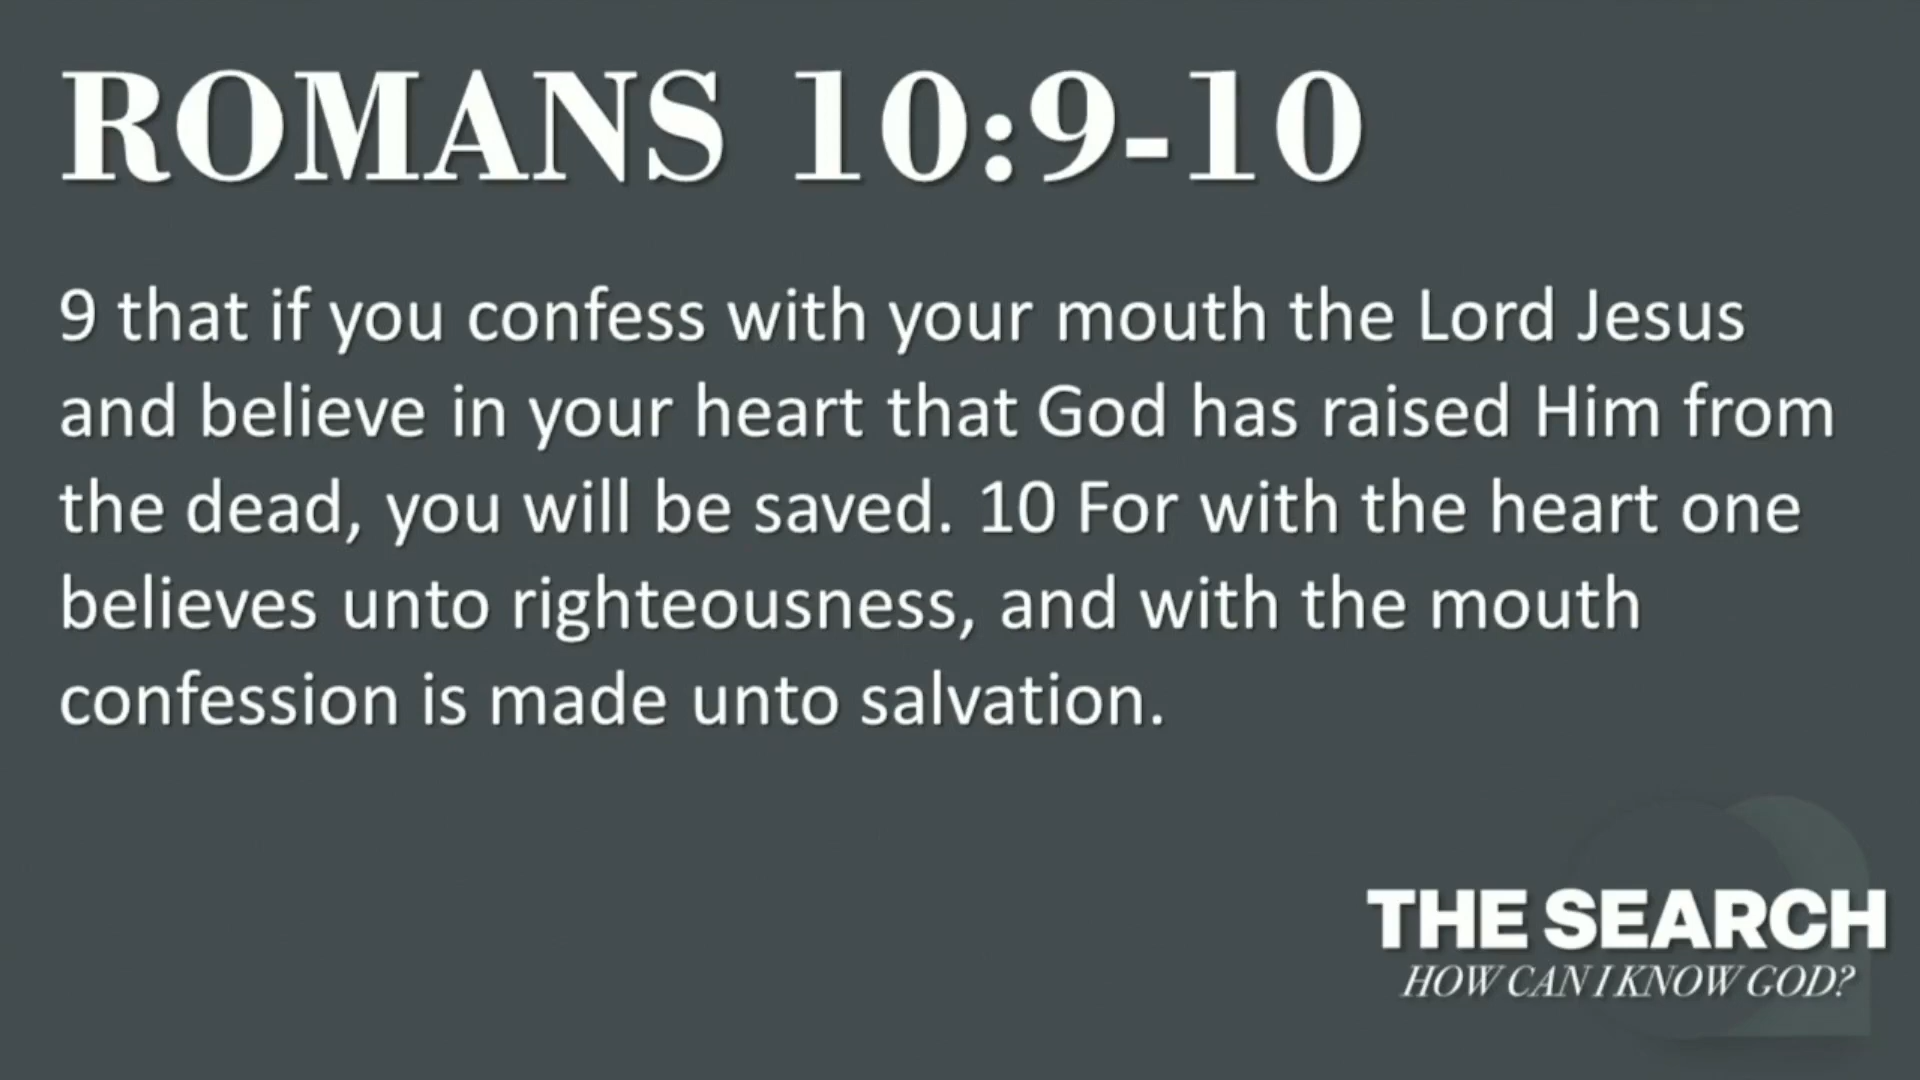 ROMANS 10:9-10
9 that if you confess with your mouth the Lord Jesus
and believe in your heart that God has raised Him from
the dead, you will be saved. 10 For with the heart one
believes unto righteousness, and with the mouth
confession is made unto salvation.
THE SEARCH
HOW CAN I KNOW GOD?